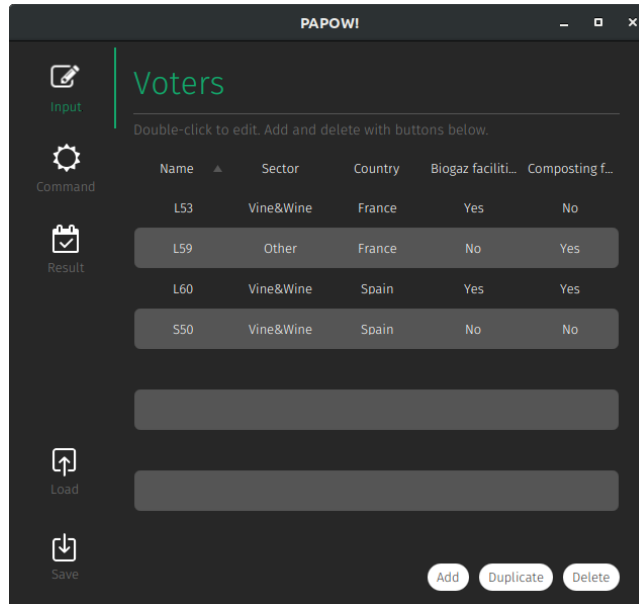 PAPOW!
Input
Command
Result
Load
Save
Voters
Double-click to edit. Add and delete with buttons below.
Name Sector Country Biogaz faciliti... Composting f...
L53 Vine&Wine France Yes No
L59 Other France No Yes
L60 Vine&Wine Spain Yes Yes
S50 Vine&Wine Spain No No
Add Duplicate Delete